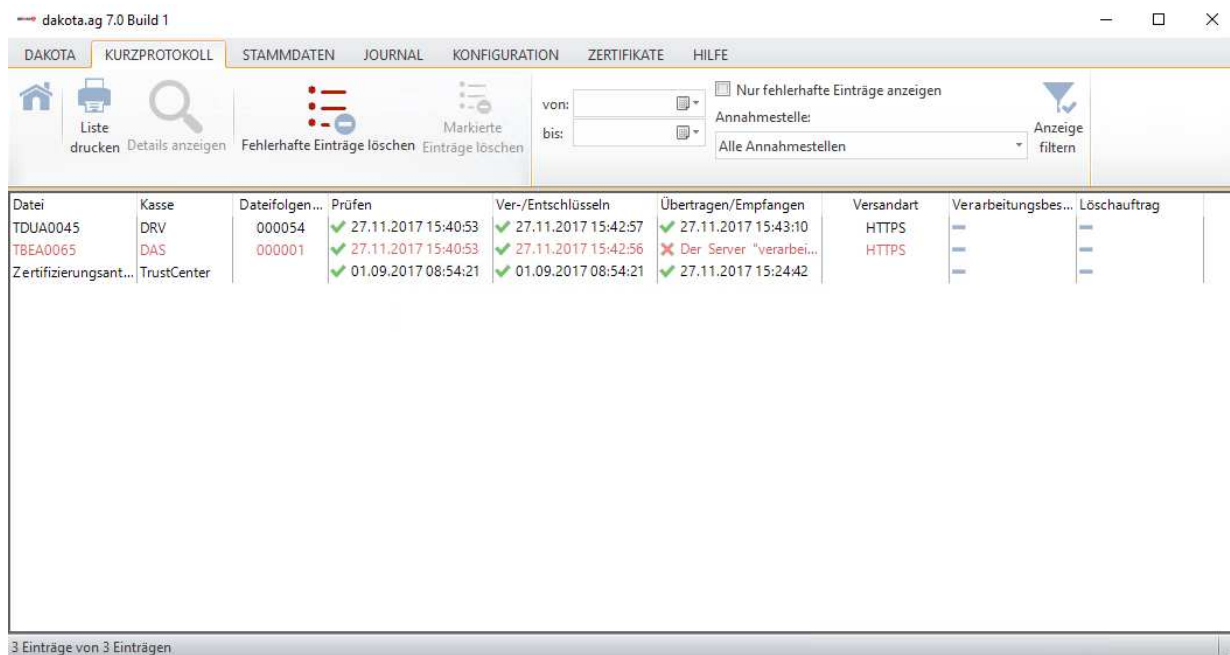 dakota.ag 7.0 Build 1
DAKOTA KURZPROTOKOLL STAMMDATEN JOURNAL KONFIGURATION ZERTIFIKATE HILFE
Liste drucken
Details anzeigen
Fehlerhafte Einträge löschen
Markierte Einträge löschen
von:
bis:
Nur fehlerhafte Einträge anzeigen
Annahmestelle:
Alle Annahmestellen
Anzeige filtern
Datei Kasse Dateifolgen... Prüfen Ver-/Entschlüsseln Übertragen/Empfangen Versandart Verarbeitungsbes... Löschauftrag
TDUA0045 DRV 000054 27.11.2017 15:40:53 27.11.2017 15:42:57 27.11.2017 15:43:10 HTTPS
TBEA0065 DAS 000001 27.11.2017 15:40:53 27.11.2017 15:42:56 Der Server "verarbei... HTTPS
Zertifizierungsant... TrustCenter 01.09.2017 08:54:21 01.09.2017 08:54:21 27.11.2017 15:24:42
3 Einträge von 3 Einträgen